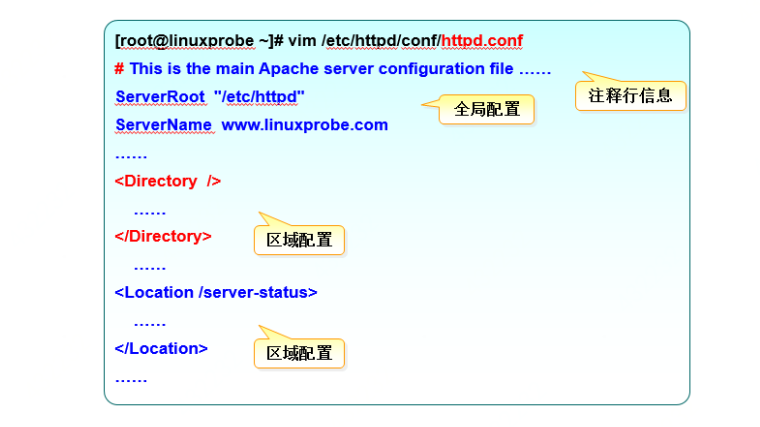 [root@linuxprobe ~]# vim /etc/httpd/conf/httpd.conf
# This is the main Apache server configuration file ……
注释行信息
ServerRoot "/etc/httpd"
全局配置
ServerName www.linuxprobe.com
……
<Directory />
……
</Directory>
区域配置
……
<Location /server-status>
……
</Location>
区域配置
……